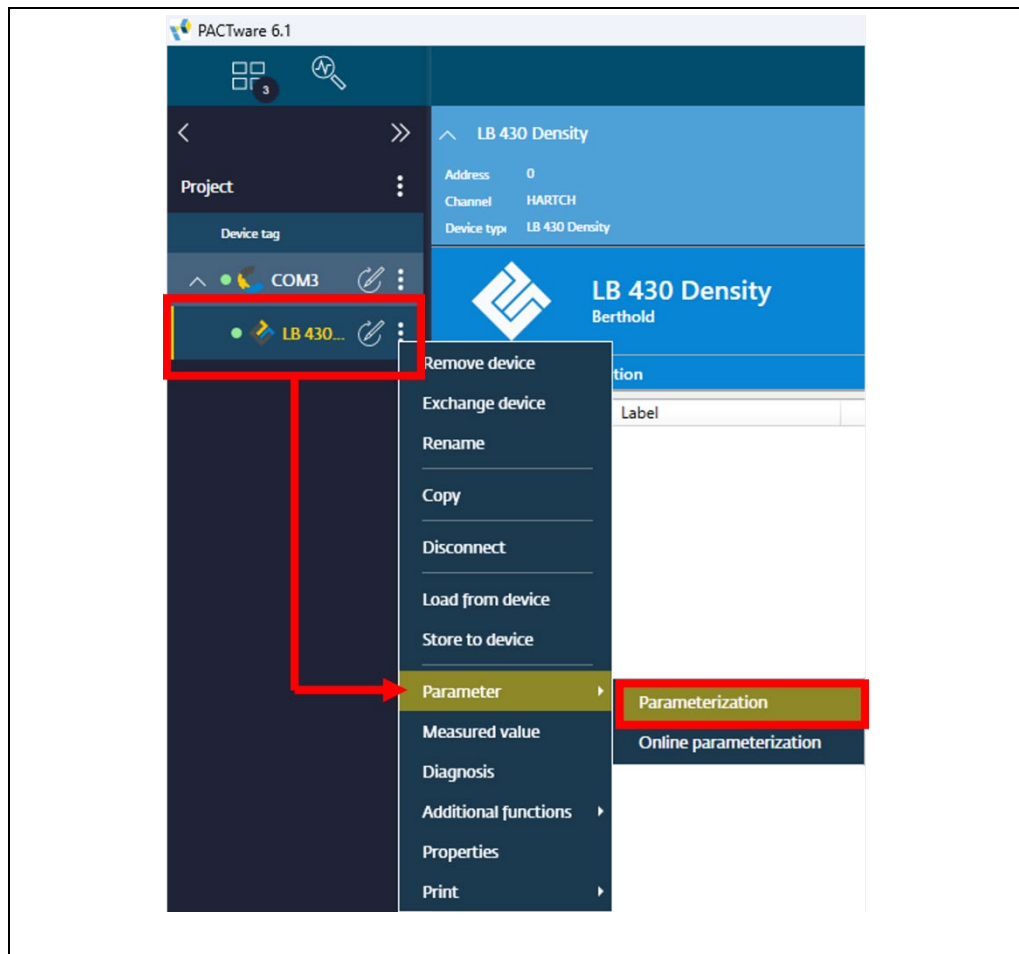 PACTware 6.1
3
Project
Device tag
COM3
LB 430...
LB 430 Density
Address 0
Channel HARTCH
Device typ LB 430 Density
LB 430 Density
Berthold
tion
Label
Remove device
Exchange device
Rename
Copy
Disconnect
Load from device
Store to device
Parameter
Measured value
Diagnosis
Additional functions
Properties
Print
Parameterization
Online parameterization